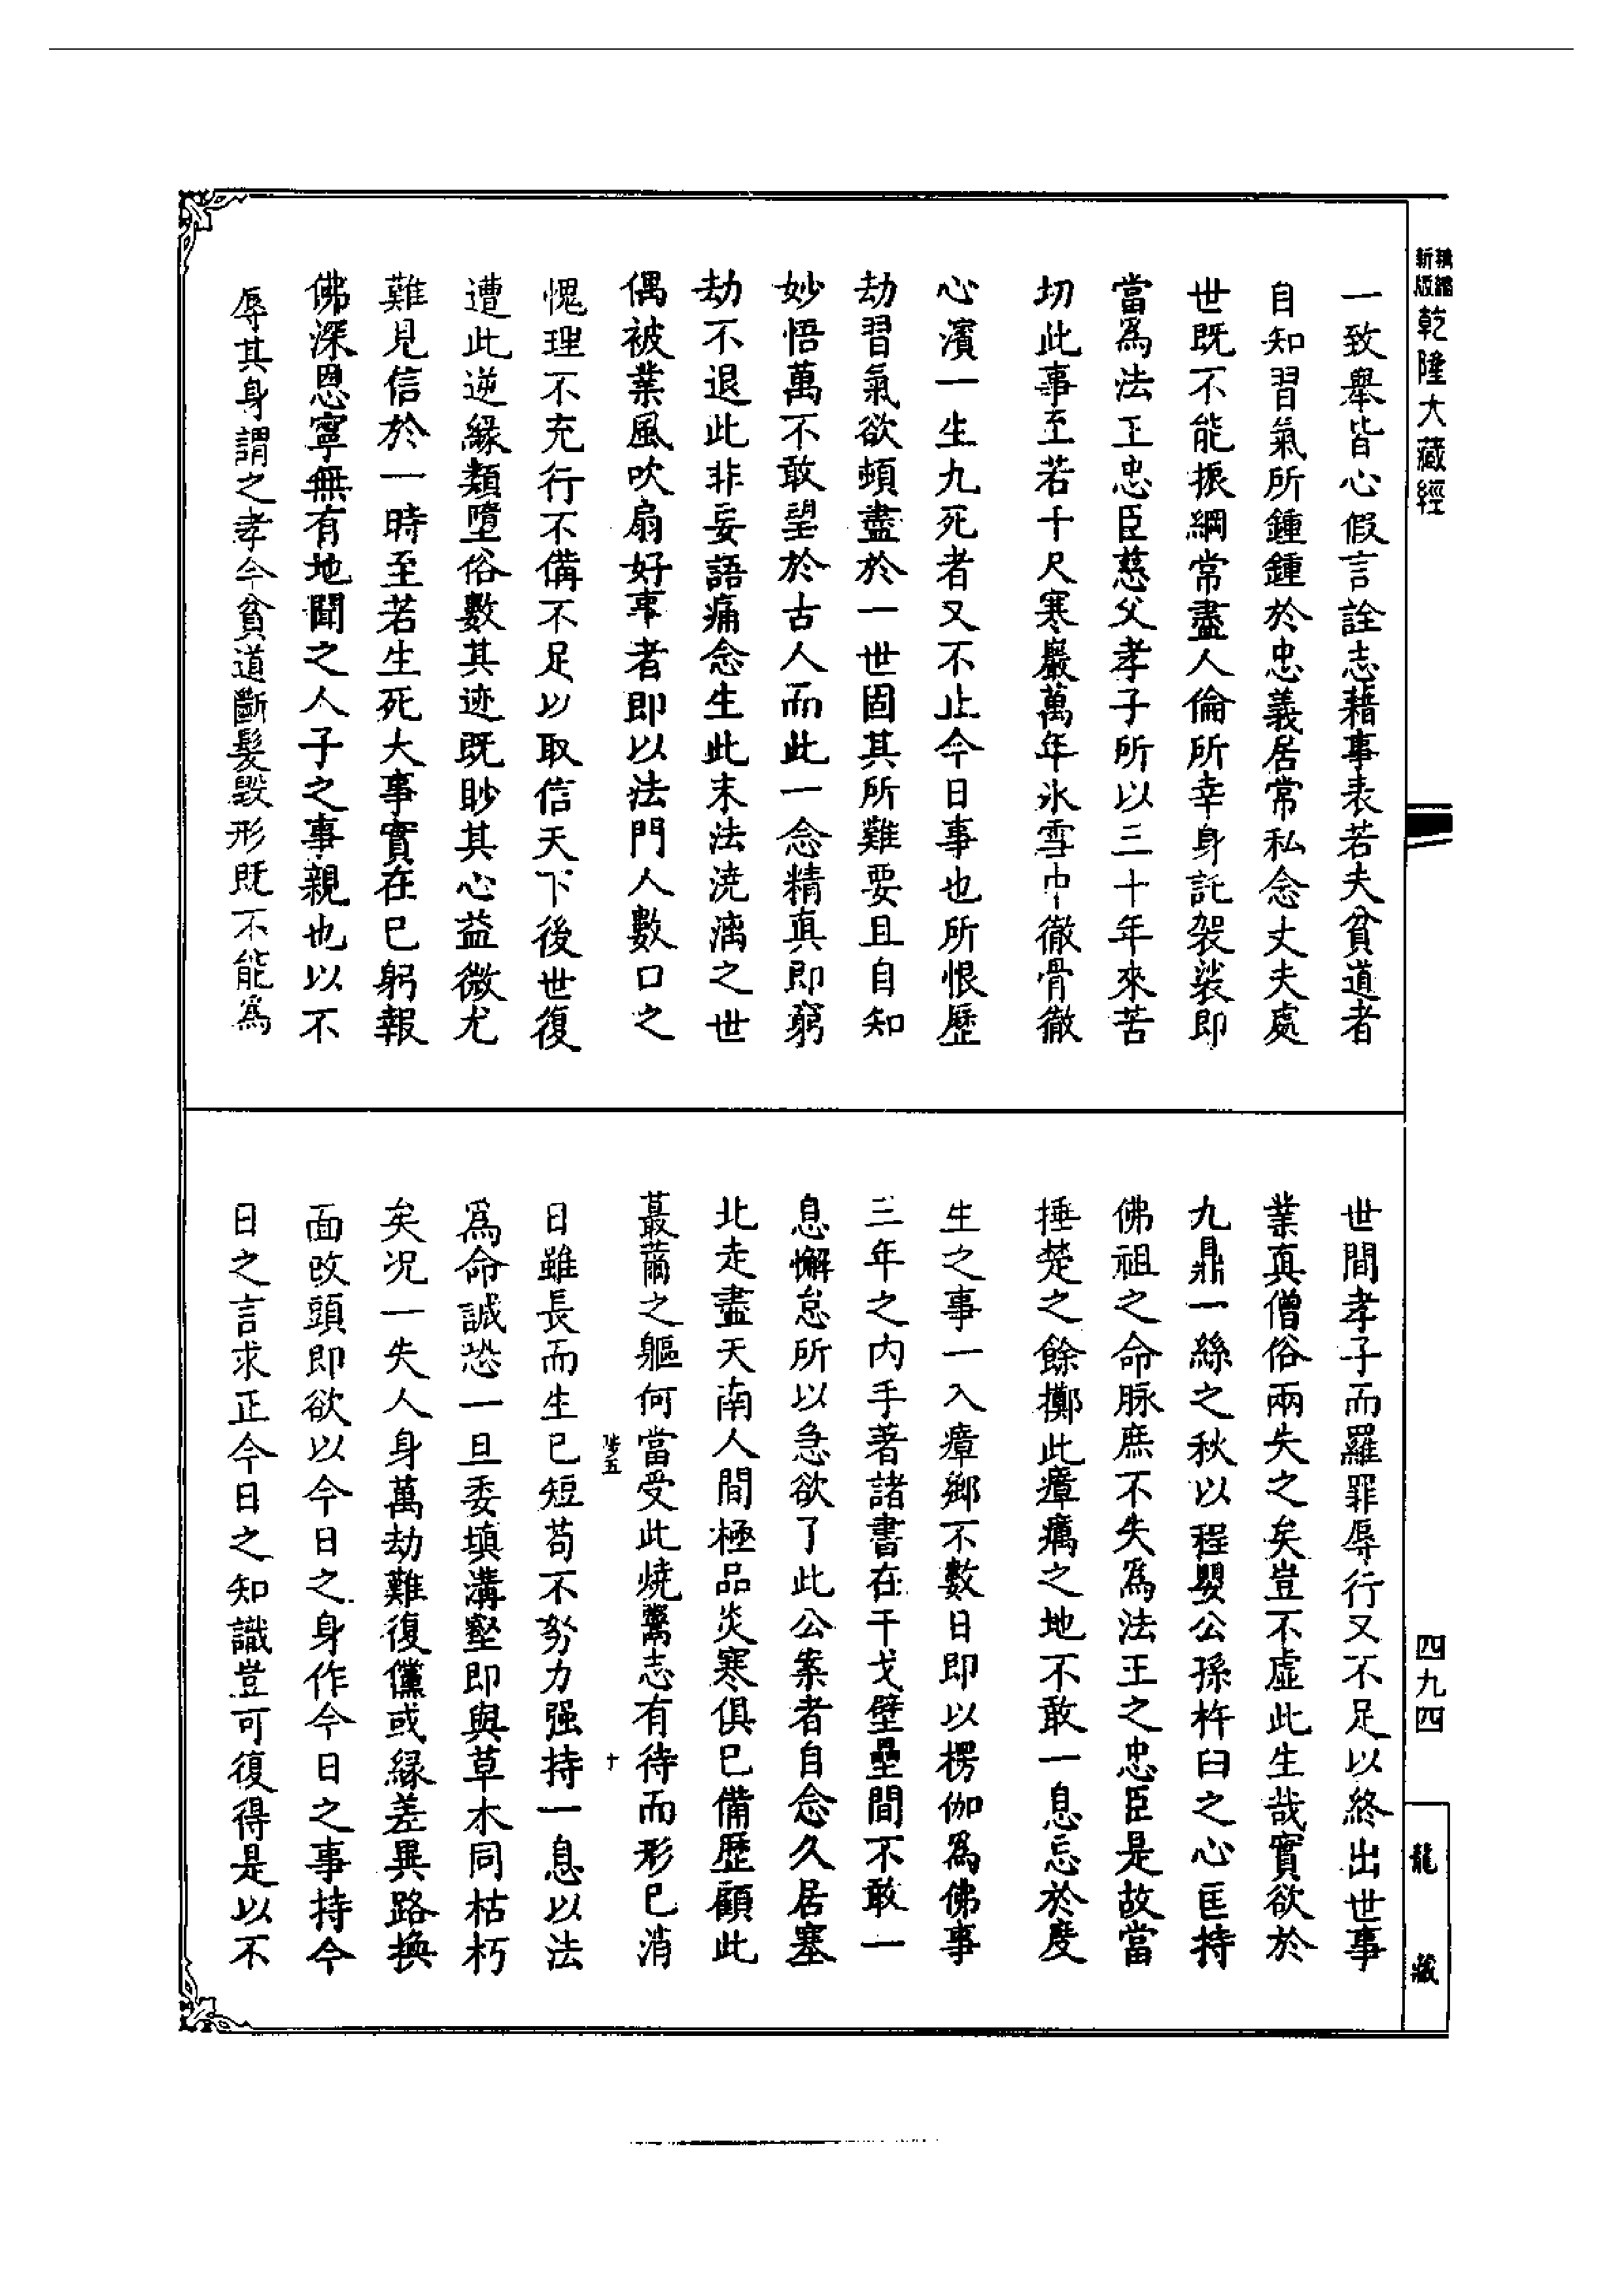 新版精縮乾隆大藏經
一致舉皆心假言詮志藉事表若夫貧道者
自知習氣所鍾鍾於忠義居常私念丈夫處
世既不能振綱常盡人倫所幸身託袈裟即
當為法王忠臣慈父孝子所以三十年來苦
切此事至若千尺寒巖萬年氷雪中徹骨徹
心濱一生九死者又不止今日事也所恨歷
劫習氣欲頓盡於一世固其所難要且自知
妙悟萬不敢望於古人而此一念精真即窮
劫不退此非妄語痛念生此末法澆漓之世
偶被業風吹扇好事者即以法門人數口之
愧理不充行不備不足以取信天下後世復
遭此逆緣類墮俗數其迹既眇其心益微尤
難見信於一時至若生死大事實在已躬報
佛深恩寧無有地聞之人子之事親也以不
辱其身謂之孝今貧道斷髮毀形既不能為
世間孝子而羅罪辱行又不足以終出世事
業真僧俗兩失之矣豈不虛此生哉實欲於
九鼎一絲之秋以程嬰公孫杵臼之心匡持
佛祖之命脉庶不失為法王之忠臣是故當
捶楚之餘擲此瘴癘之地不敢一息忘於度
生之事一入瘴鄉不數日即以楞伽為佛事
三年之內手著諸書在干戈壁壘間不敢一
息懈怠所以急欲了此公案者自念久居塞
北走盡天南人間極品炎寒俱已備歷顧此
蕞薾之軀何當受此燒鬻志有待而形已消
日雖長而生已短苟不努力强持一息以法
為命誠恐一旦委填溝壑即與草木同枯朽
矣況一失人身萬劫難復儻或緣差異路換
面改頭即欲以今日之身作今日之事持今
日之言求正今日之知識豈可復得是以不
五
十
四九四
龍藏